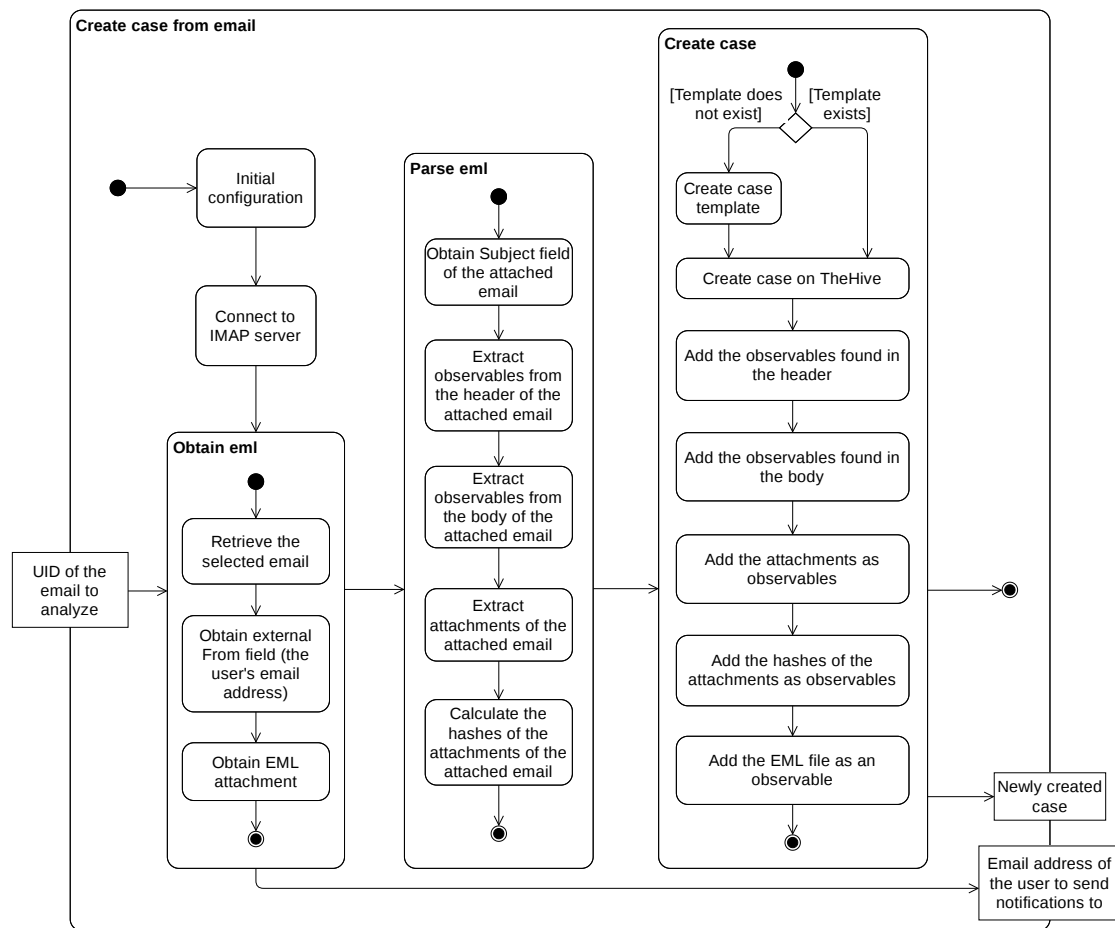 Create case from email
Initial
configuration
Connect to
IMAP server
UID of the
email to
analyze
Obtain eml
Retrieve the
selected email
Obtain external
From field (the
user's email
address)
Obtain EML
attachment
Parse eml
Obtain Subject field
of the attached
email
Extract
observables from
the header of the
attached email
Extract
observables from
the body of the
attached email
Extract
attachments of the
attached email
Calculate the
hashes of the
attachments of the
attached email
Create case
[Template does
not exist]
[Template
exists]
Create case
template
Create case on TheHive
Add the observables found in
the header
Add the observables found in
the body
Add the attachments as
observables
Add the hashes of the
attachments as observables
Add the EML file as an
observable
Newly created
case
Email address of
the user to send
notifications to